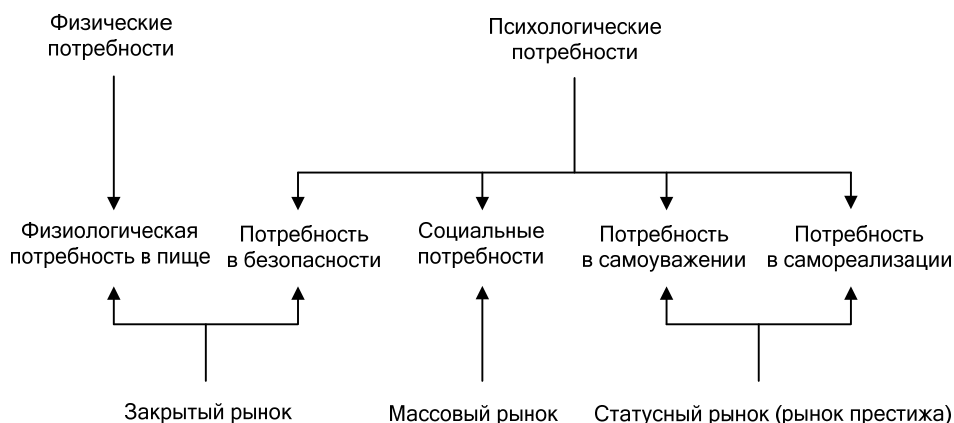 Физические
потребности
Психологические
потребности
Физиологическая
потребность в пище
Потребность
в безопасности
Социальные
потребности
Потребность
в самоуважении
Потребность
в самореализации
Закрытый рынок
Массовый рынок
Статусный рынок (рынок престижа)